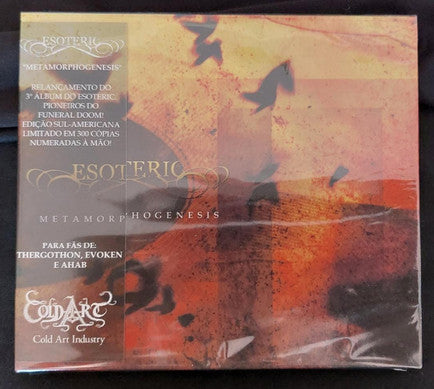 ESOTERIC
"METAMORPHOGENESIS"
RELANÇAMENTO DO
3º ÁLBUM DO ESOTERIC,
PIONEIROS DO
FUNERAL DOOM!
EDIÇÃO SUL-AMERICANA
LIMITADO EM 300 CÓPIAS
NUMERADAS À MÃO!
ESOTERIC
METAMORPHOGENESIS
PARA FÃS DE:
THERGOTHON, EVOKEN
E AHAB
COLDART
Cold Art Industry